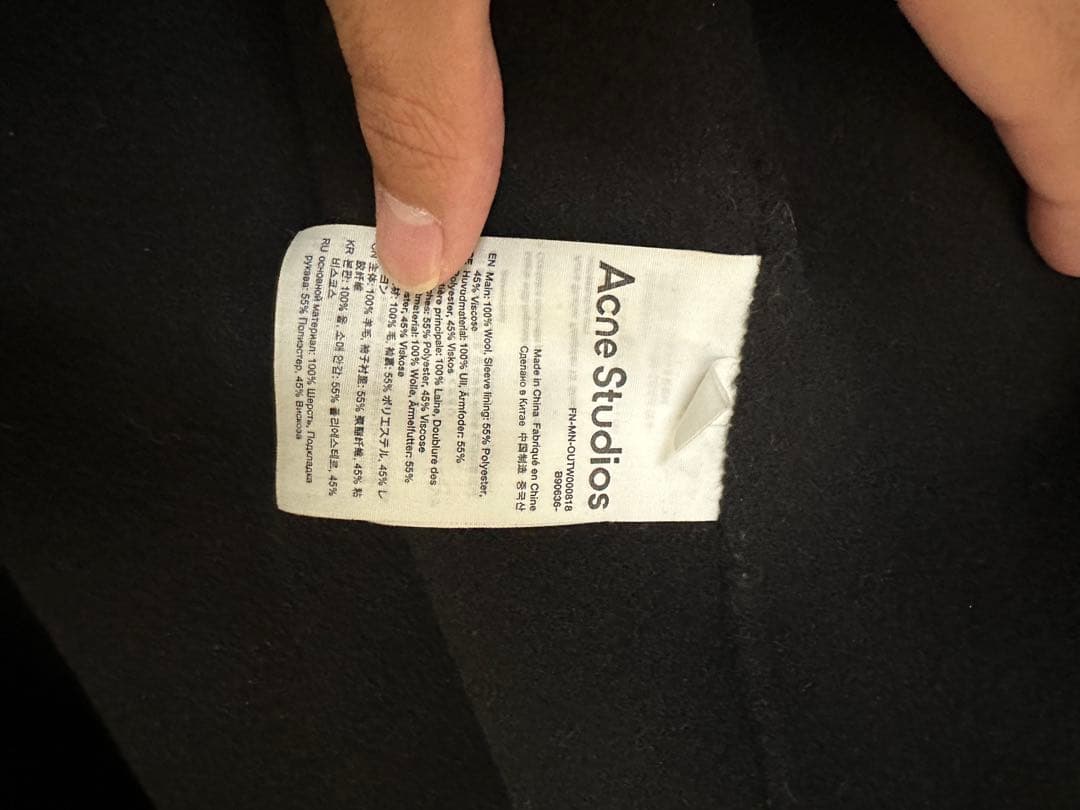 Acne Studios
FN-MN-OUTW000818
B90636-
Made in China Fabriqué en Chine
Сделано в Китае 中国制造 중국산
EN Main: 100% Wool, Sleeve lining: 55% Polyester,
45% Viscose
Huvudmaterial: 100% Ull, Ärmfoder: 55%
Polyester, 45% Viskos
principale: 100% Laine, Doublure des
55% Polyester, 45% Viscose
100% Wolle, Ärmelfutter: 55%
45% Viskose
100% 毛, 袖裏: 55% ポリエステル, 45% レ
ヨン
主体: 100% 羊毛, 袖子衬里: 55% 聚酯纤维, 45% 粘
胶纤维
KR 본판: 100% 울, 소매 안감: 55% 폴리에스테르, 45%
비스코스
RU основной материал: 100% Шерсть, Подкладка
рукава: 55% Полиэстер, 45% Вискоза